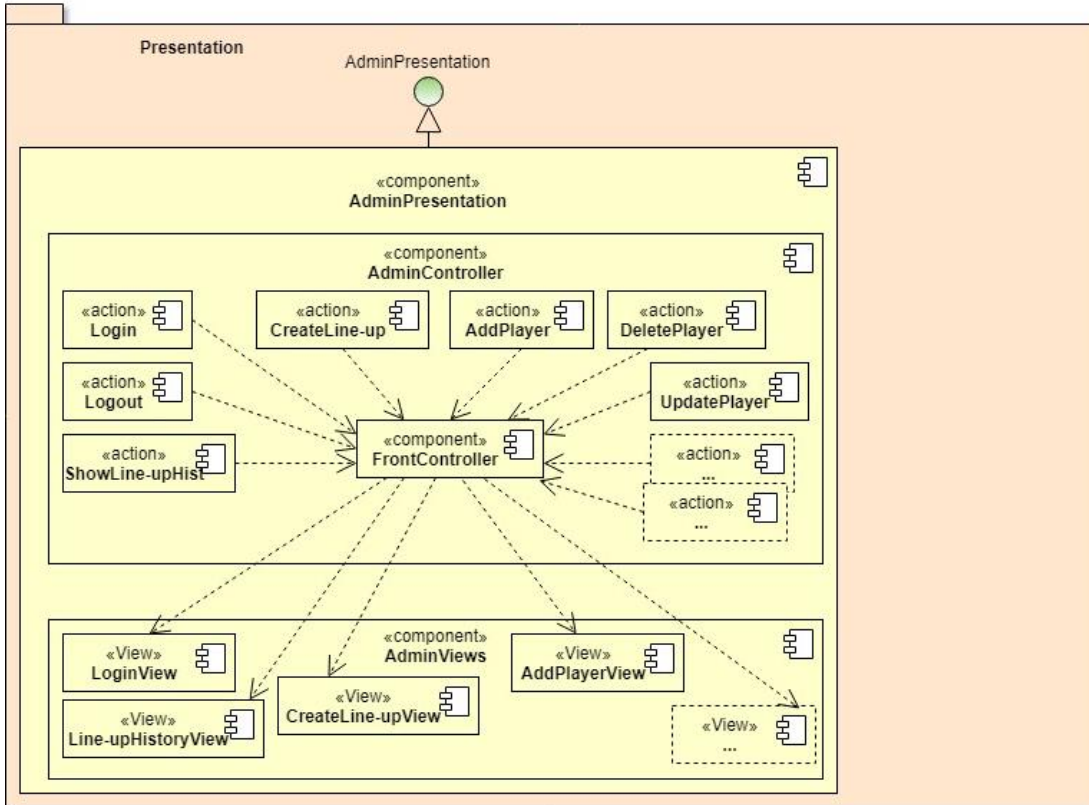 Presentation
AdminPresentation
«component»
AdminPresentation
«component»
AdminController
«action»
Login
«action»
CreateLine-up
«action»
AddPlayer
«action»
DeletePlayer
«action»
Logout
«action»
UpdatePlayer
«action»
ShowLine-upHist
«component»
FrontController
«action»
...
«action»
...
«component»
AdminViews
«View»
LoginView
«View»
AddPlayerView
«View»
CreateLine-upView
«View»
Line-upHistoryView
«View»
...